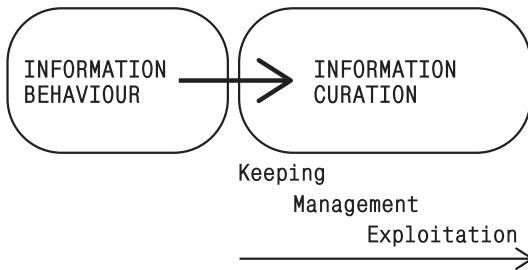 INFORMATION
BEHAVIOUR
INFORMATION
CURATION
Keeping
Management
Exploitation